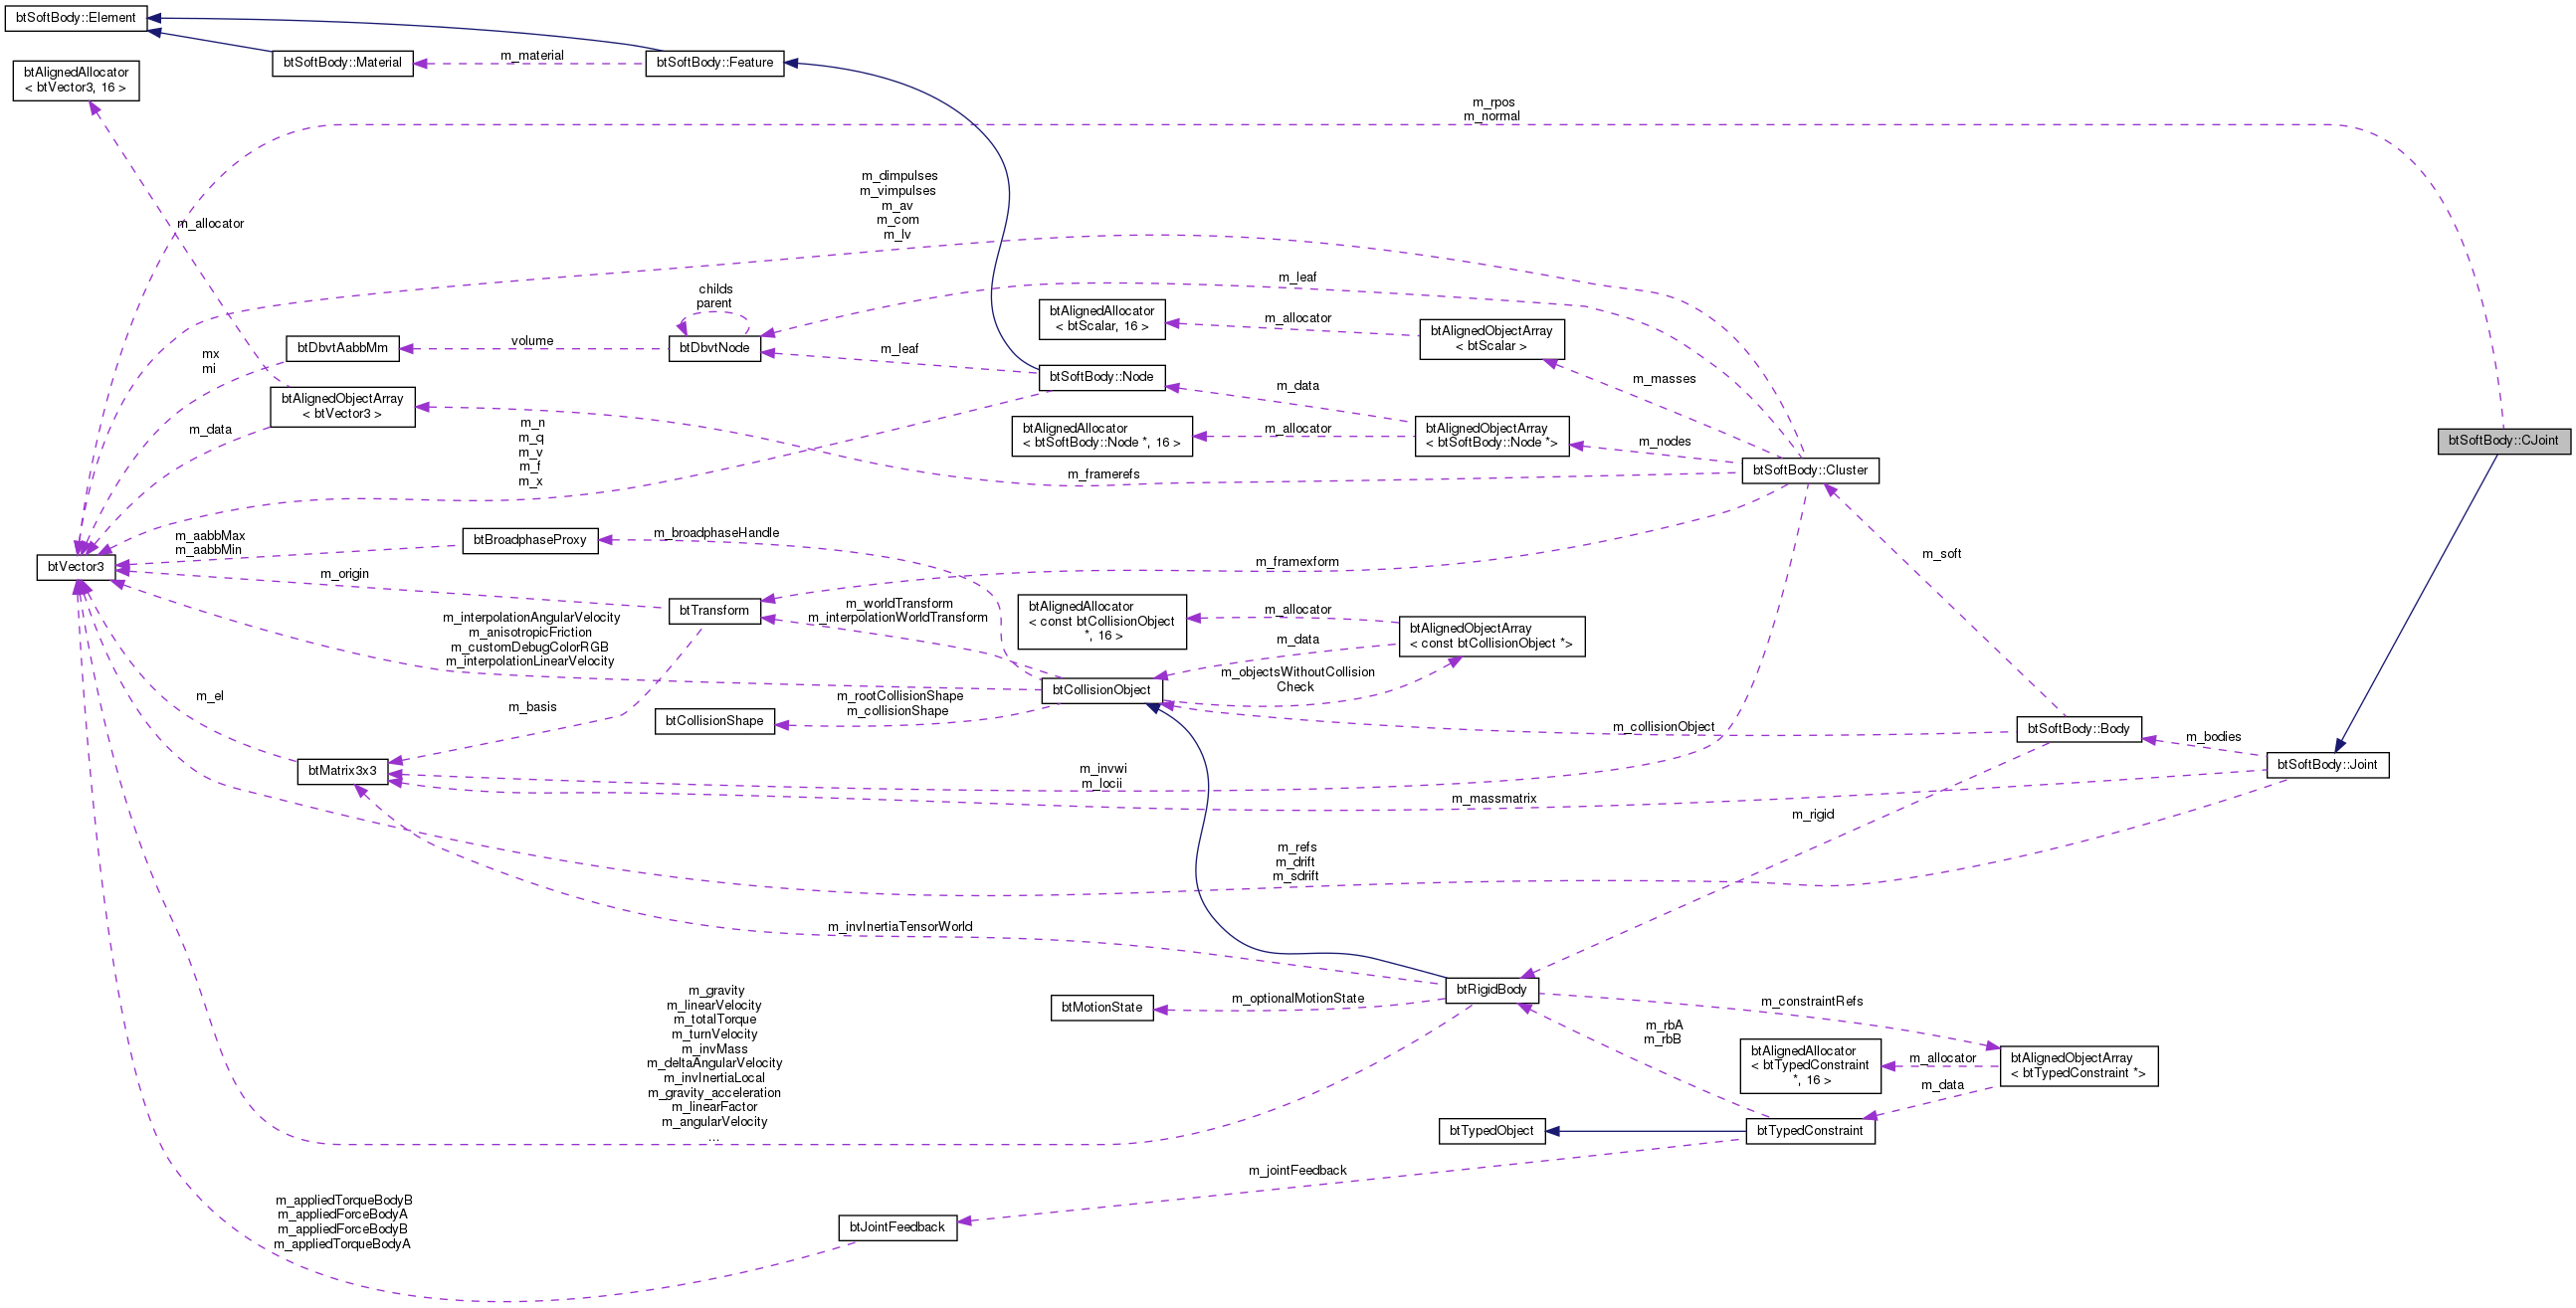 btSoftBody::Element
btSoftBody::Material
m_material
btSoftBody::Feature
btAlignedAllocator
< btVector3, 16 >
m_rpos
m_normal
m_allocator
m_dimpulses
m_vimpulses
m_av
m_com
m_lv
m_leaf
childs
parent
btAlignedAllocator
< btScalar, 16 >
m_allocator
btAlignedObjectArray
< btScalar >
btDbvtAabbMm
volume
btDbvtNode
m_leaf
mx
mi
btSoftBody::Node
m_data
m_masses
btAlignedObjectArray
< btVector3 >
m_data
m_n
m_q
m_v
m_f
m_x
btAlignedAllocator
< btSoftBody::Node *, 16 >
m_allocator
btAlignedObjectArray
< btSoftBody::Node *>
m_nodes
btSoftBody::CJoint
m_framerefs
btSoftBody::Cluster
m_aabbMax
m_aabbMin
btBroadphaseProxy
m_broadphaseHandle
btVector3
m_origin
m_framexform
m_soft
btTransform
m_worldTransform
m_interpolationWorldTransform
btAlignedAllocator
< const btCollisionObject
*, 16 >
m_allocator
btAlignedObjectArray
< const btCollisionObject *>
m_interpolationAngularVelocity
m_anisotropicFriction
m_customDebugColorRGB
m_interpolationLinearVelocity
m_data
m_objectsWithoutCollision
Check
btCollisionObject
m_el
m_basis
btCollisionShape
m_rootCollisionShape
m_collisionShape
m_collisionObject
btSoftBody::Body
m_bodies
btSoftBody::Joint
btMatrix3x3
m_invwi
m_locii
m_massmatrix
m_rigid
m_refs
m_drift
m_sdrift
m_invInertiaTensorWorld
btRigidBody
m_optionalMotionState
btMotionState
m_constraintRefs
m_gravity
m_linearVelocity
m_totalTorque
m_turnVelocity
m_invMass
m_deltaAngularVelocity
m_invInertiaLocal
m_gravity_acceleration
m_linearFactor
m_angularVelocity
...
m_rbA
m_rbB
btAlignedAllocator
< btTypedConstraint
*, 16 >
m_allocator
btAlignedObjectArray
< btTypedConstraint *>
m_data
btTypedObject
btTypedConstraint
m_jointFeedback
m_appliedTorqueBodyB
m_appliedForceBodyA
m_appliedForceBodyB
m_appliedTorqueBodyA
btJointFeedback